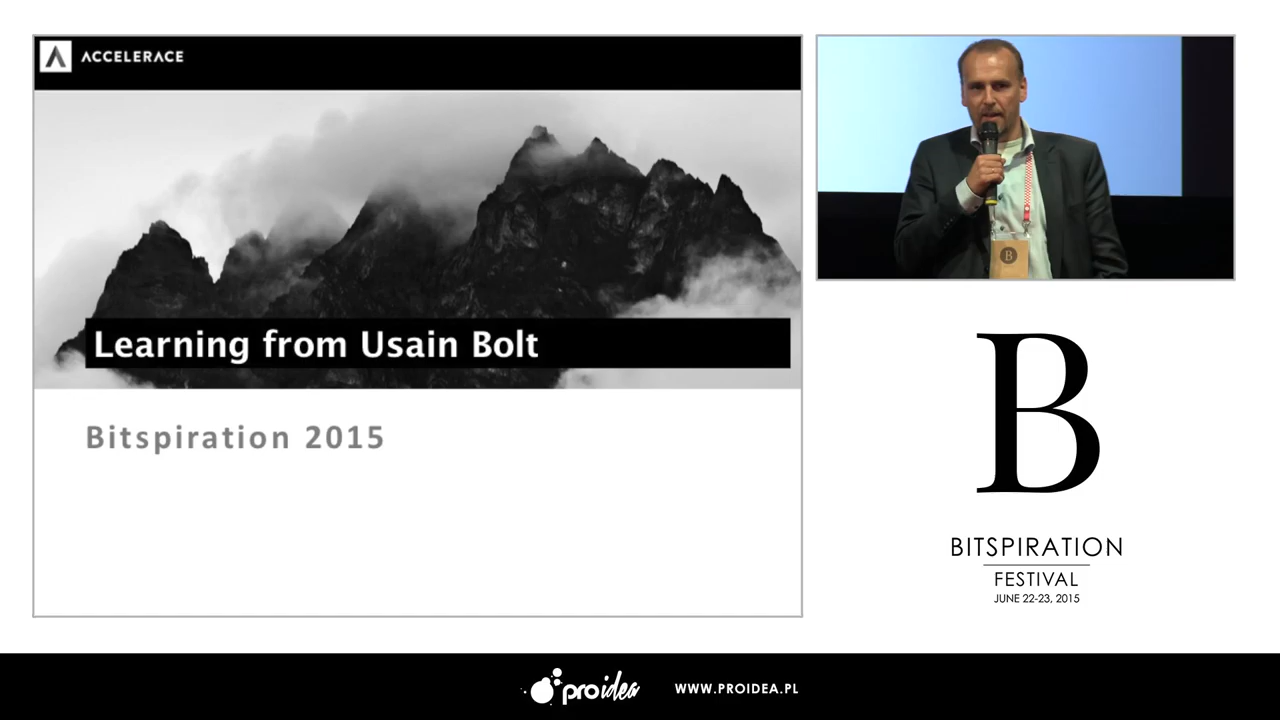 ACCELERACE
Learning from Usain Bolt
Bitspiration 2015
B
B
BITSPIRATION
FESTIVAL
JUNE 22-23, 2015
proidea
WWW.PROIDEA.PL